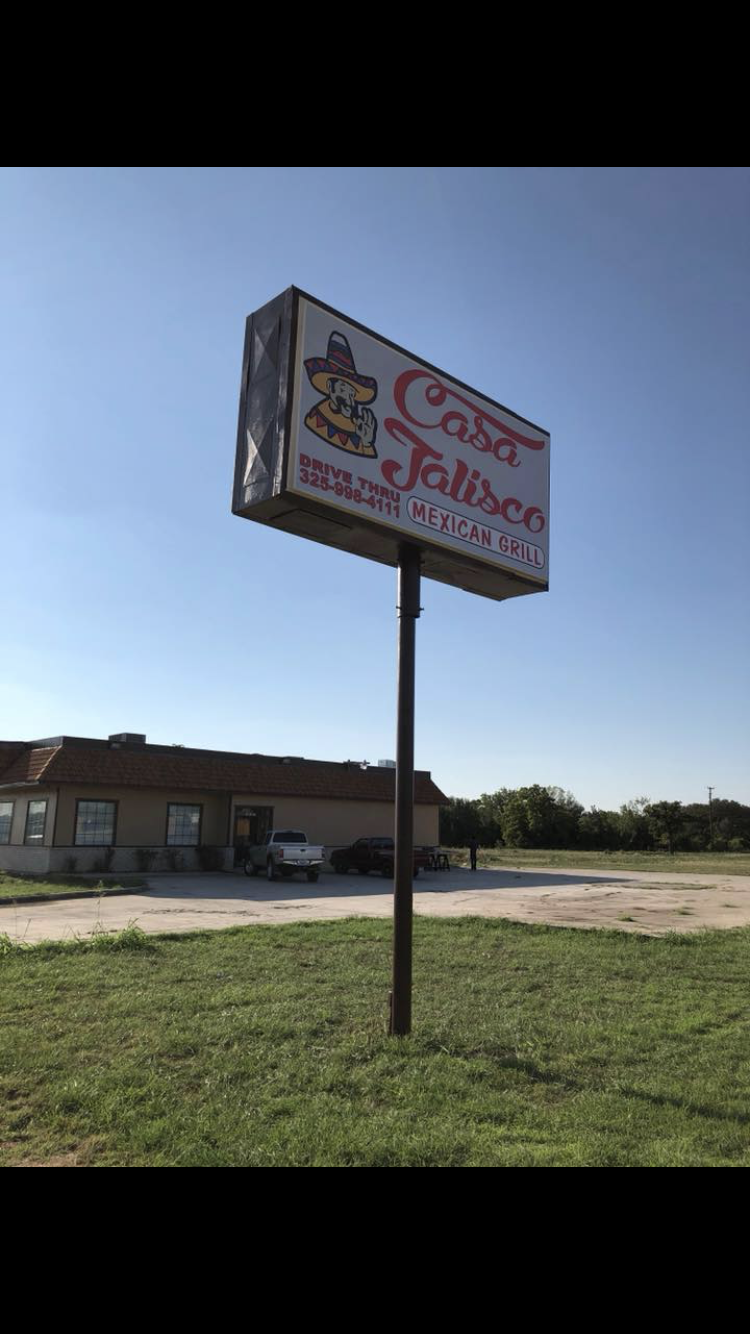 Casa
Jalisco
DRIVE THRU
325-998-4111
MEXICAN GRILL